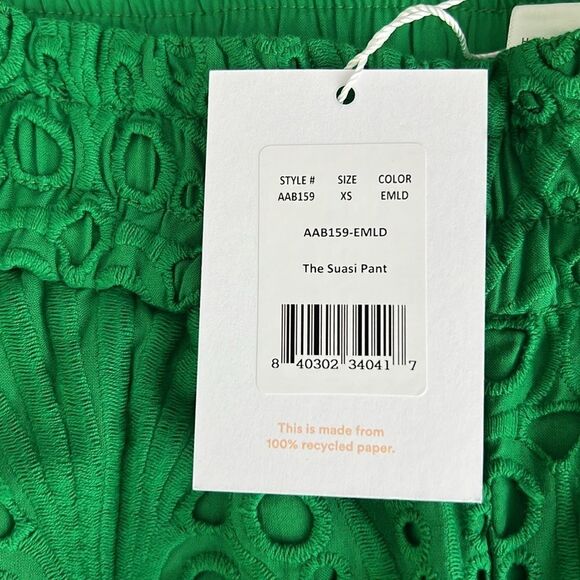 STYLE # SIZE COLOR
AAB159 XS EMLD
AAB159-EMLD
The Suasi Pant
8 40302 34041 7
This is made from
100% recycled paper.